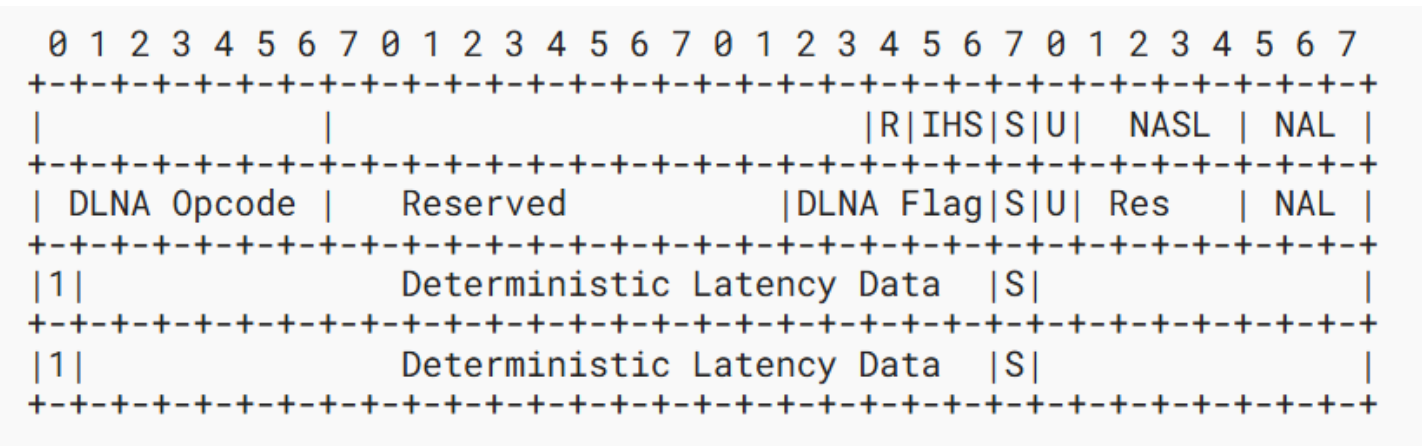 0 1 2 3 4 5 6 7 0 1 2 3 4 5 6 7 0 1 2 3 4 5 6 7 0 1 2 3 4 5 6 7
+-+-+-+-+-+-+-+-+-+-+-+-+-+-+-+-+-+-+-+-+-+-+-+-+-+-+-+-+-+-+-+-+
|             |                         |R|IHS|S|U|  NASL | NAL |
+-+-+-+-+-+-+-+-+-+-+-+-+-+-+-+-+-+-+-+-+-+-+-+-+-+-+-+-+-+-+-+-+
| DLNA Opcode |   Reserved          |DLNA Flag|S|U| Res   | NAL |
+-+-+-+-+-+-+-+-+-+-+-+-+-+-+-+-+-+-+-+-+-+-+-+-+-+-+-+-+-+-+-+-+
|1|               Deterministic Latency Data  |S|               |
+-+-+-+-+-+-+-+-+-+-+-+-+-+-+-+-+-+-+-+-+-+-+-+-+-+-+-+-+-+-+-+-+
|1|               Deterministic Latency Data  |S|               |
+-+-+-+-+-+-+-+-+-+-+-+-+-+-+-+-+-+-+-+-+-+-+-+-+-+-+-+-+-+-+-+-+